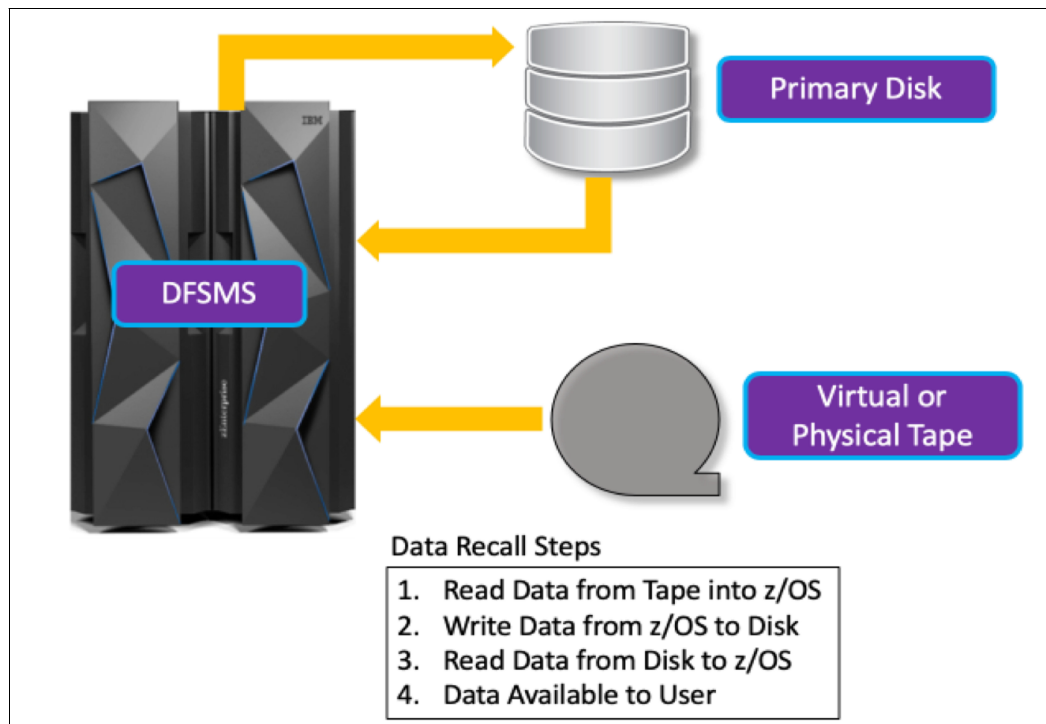 IBM
Primary Disk
DFSMS
zEnterprise
Virtual or
Physical Tape
Data Recall Steps
1. Read Data from Tape into z/OS
2. Write Data from z/OS to Disk
3. Read Data from Disk to z/OS
4. Data Available to User